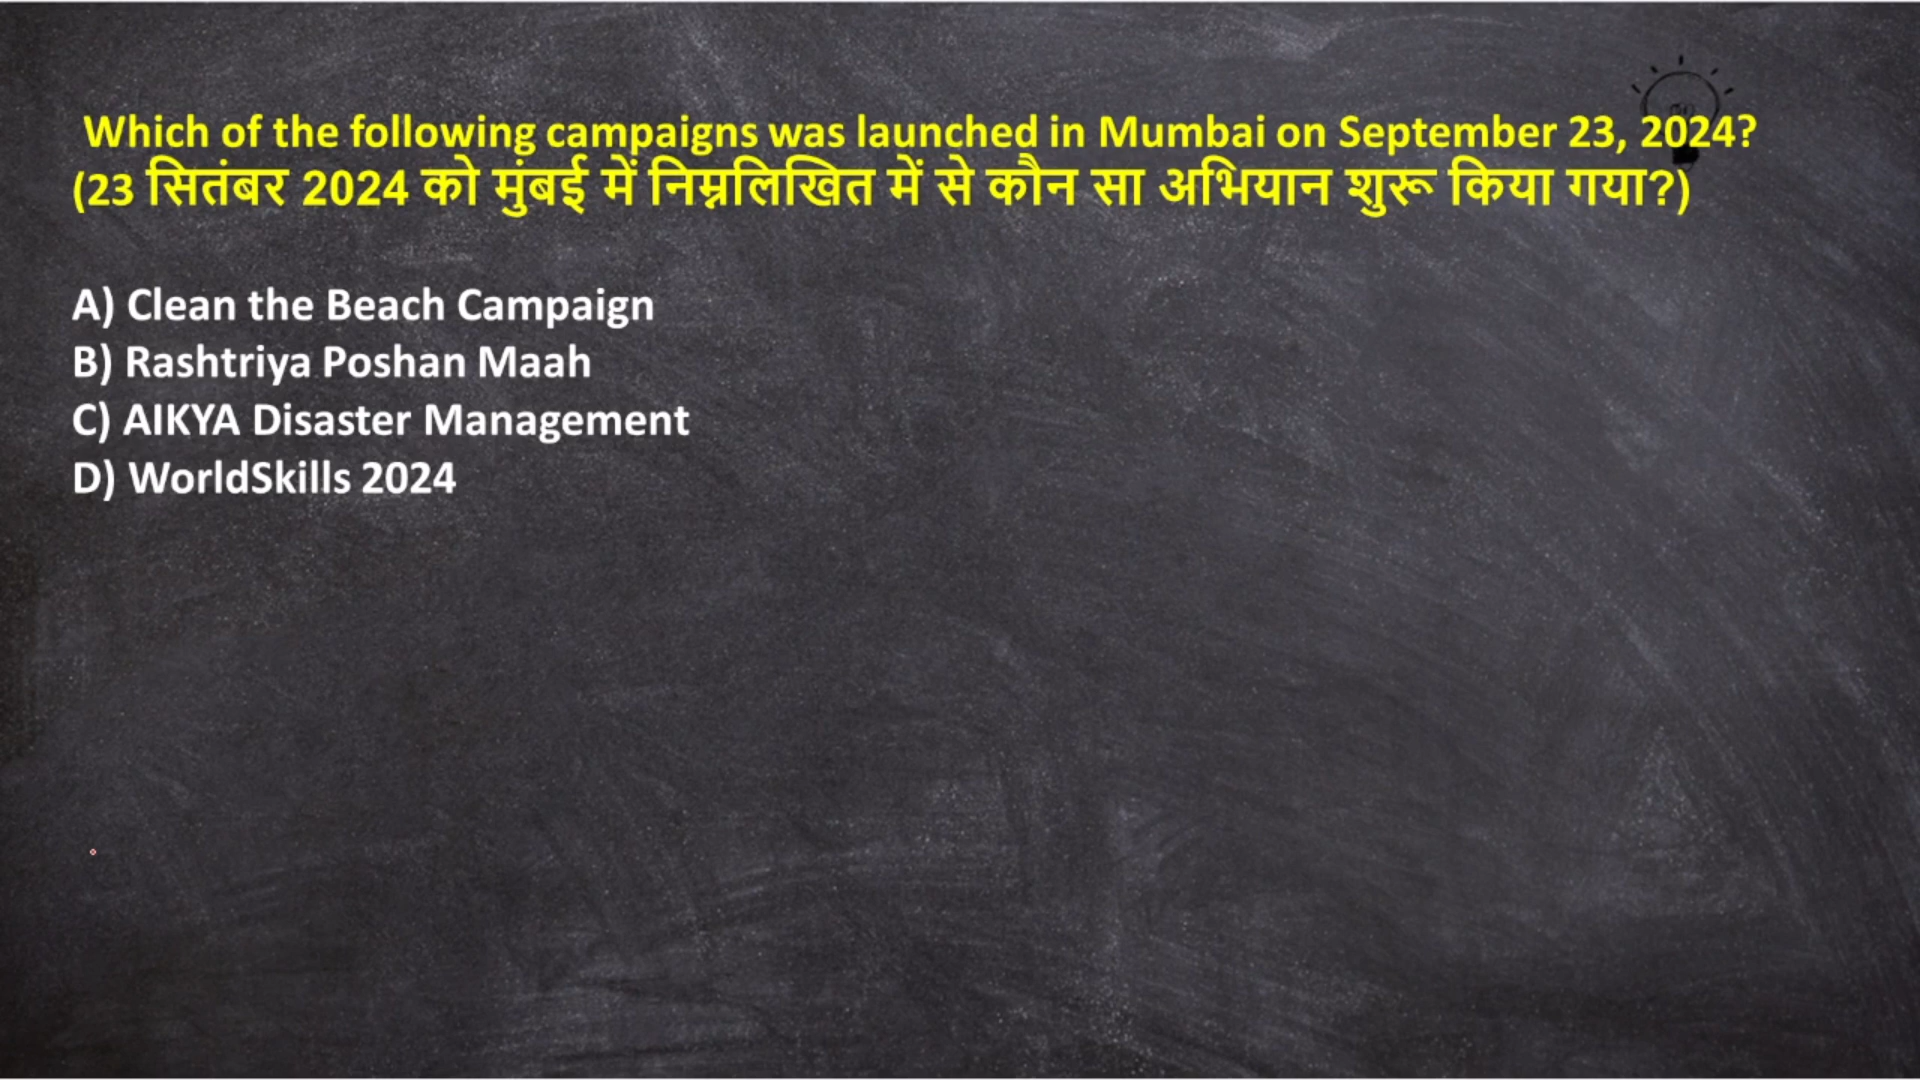 Which of the following campaigns was launched in Mumbai on September 23, 2024?
(23 सितंबर 2024 को मुंबई में निम्नलिखित में से कौन सा अभियान शुरू किया गया?)
A) Clean the Beach Campaign
B) Rashtriya Poshan Maah
C) AIKYA Disaster Management
D) WorldSkills 2024